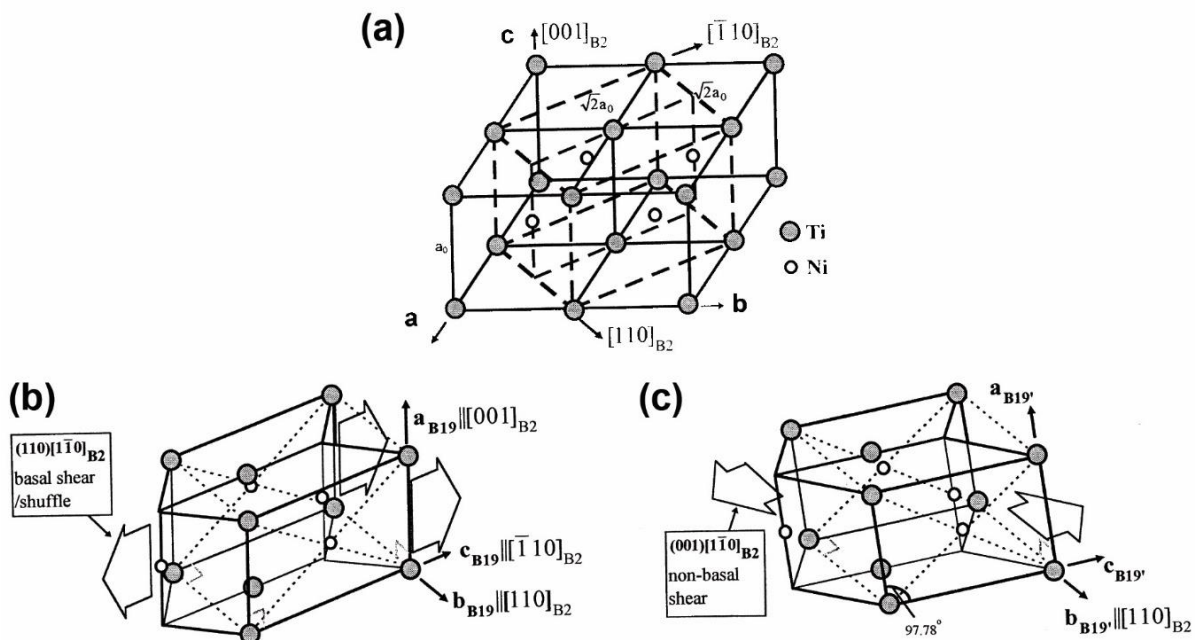 (a)
c
[001]B2
[1̅10]B2
√2a₀
√2a₀
a₀
Ti
Ni
a
b
[110]B2
(b)
(110)[11̅0]B2
basal shear
/shuffle
aB19||[001]B2
cB19||[1̅10]B2
bB19||[110]B2
(c)
(001)[11̅0]B2
non-basal
shear
97.78°
aB19'
cB19'
bB19'||[110]B2